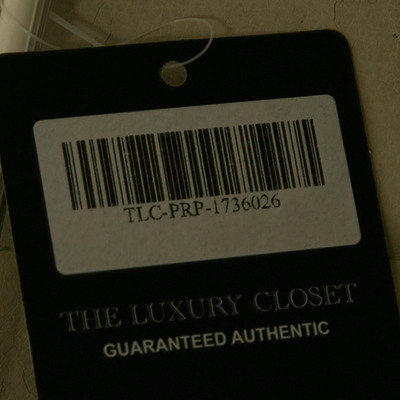 TLC-PRP-1736026
THE LUXURY CLOSET
GUARANTEED AUTHENTIC